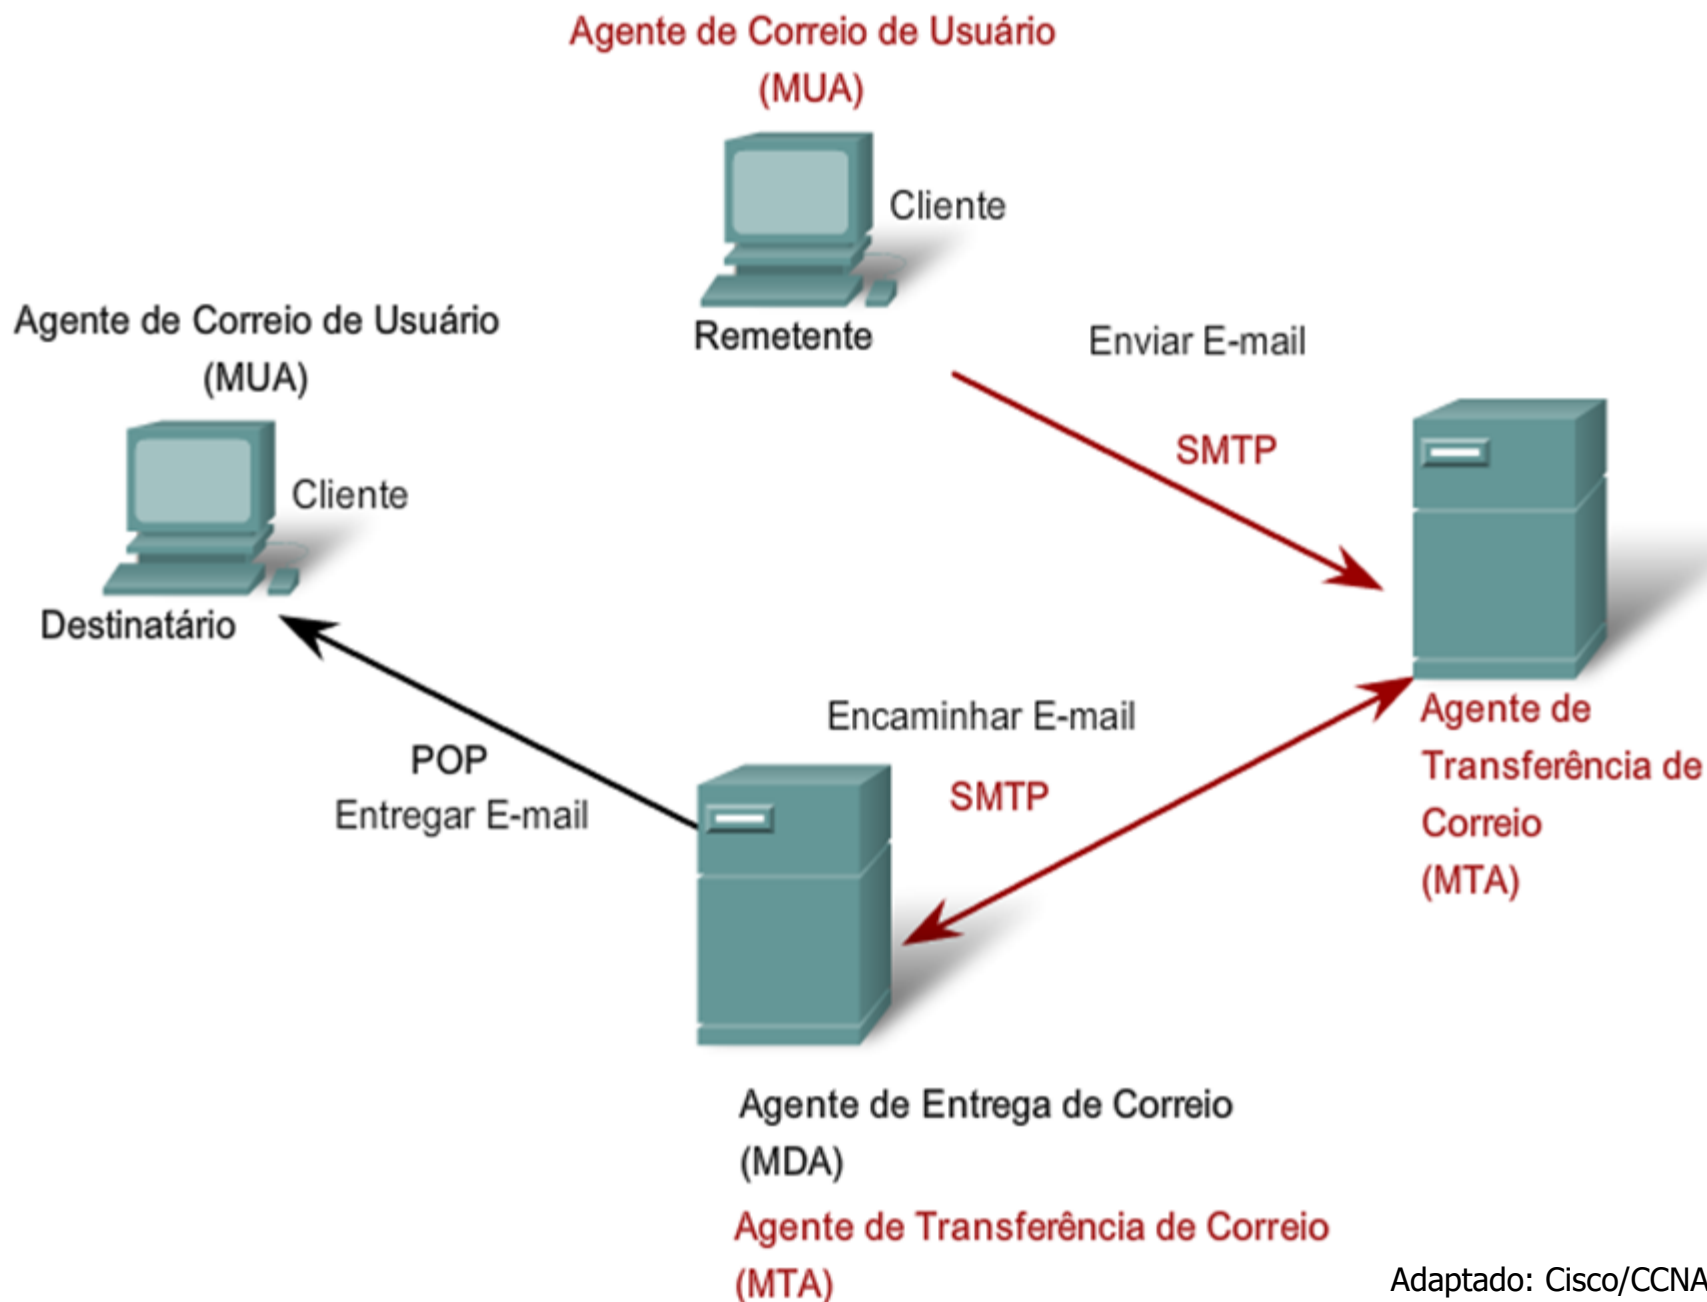 Agente de Correio de Usuário
(MUA)
Cliente
Remetente
Enviar E-mail
SMTP
Agente de Correio de Usuário
(MUA)
Cliente
Destinatário
Agente de
Transferência de
Correio
(MTA)
Encaminhar E-mail
SMTP
POP
Entregar E-mail
Agente de Entrega de Correio
(MDA)
Agente de Transferência de Correio
(MTA)
Adaptado: Cisco/CCNA